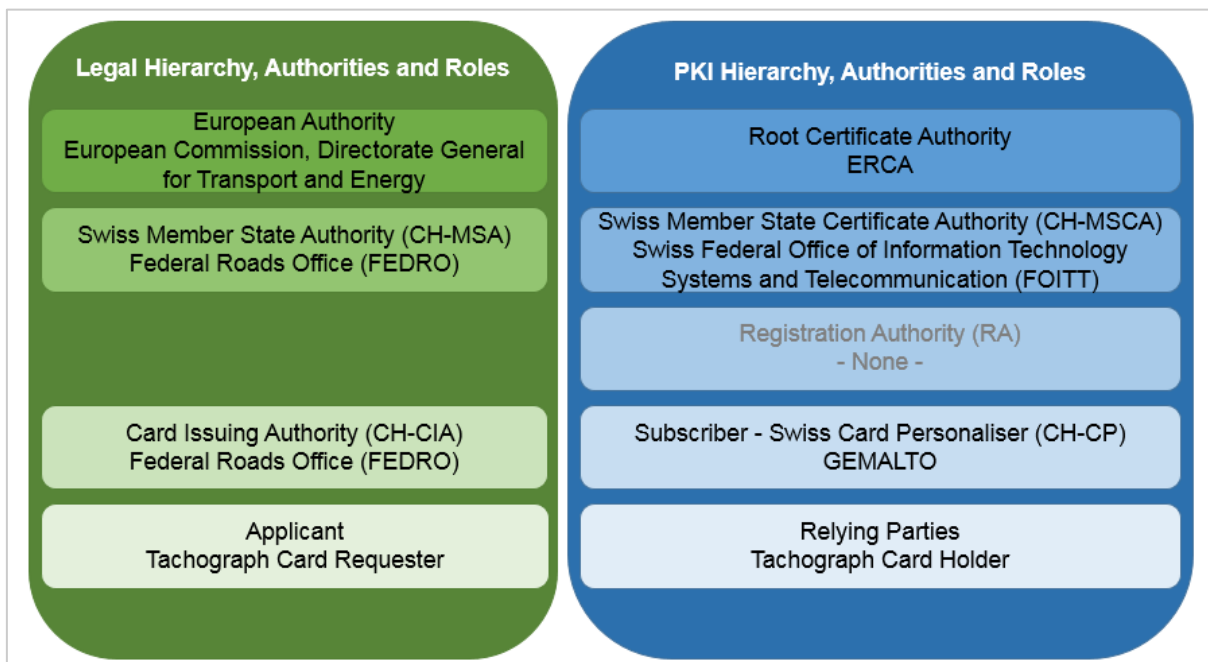 Legal Hierarchy, Authorities and Roles
European Authority
European Commission, Directorate General
for Transport and Energy
Swiss Member State Authority (CH-MSA)
Federal Roads Office (FEDRO)
Card Issuing Authority (CH-CIA)
Federal Roads Office (FEDRO)
Applicant
Tachograph Card Requester
PKI Hierarchy, Authorities and Roles
Root Certificate Authority
ERCA
Swiss Member State Certificate Authority (CH-MSCA)
Swiss Federal Office of Information Technology
Systems and Telecommunication (FOITT)
Registration Authority (RA)
- None -
Subscriber - Swiss Card Personaliser (CH-CP)
GEMALTO
Relying Parties
Tachograph Card Holder